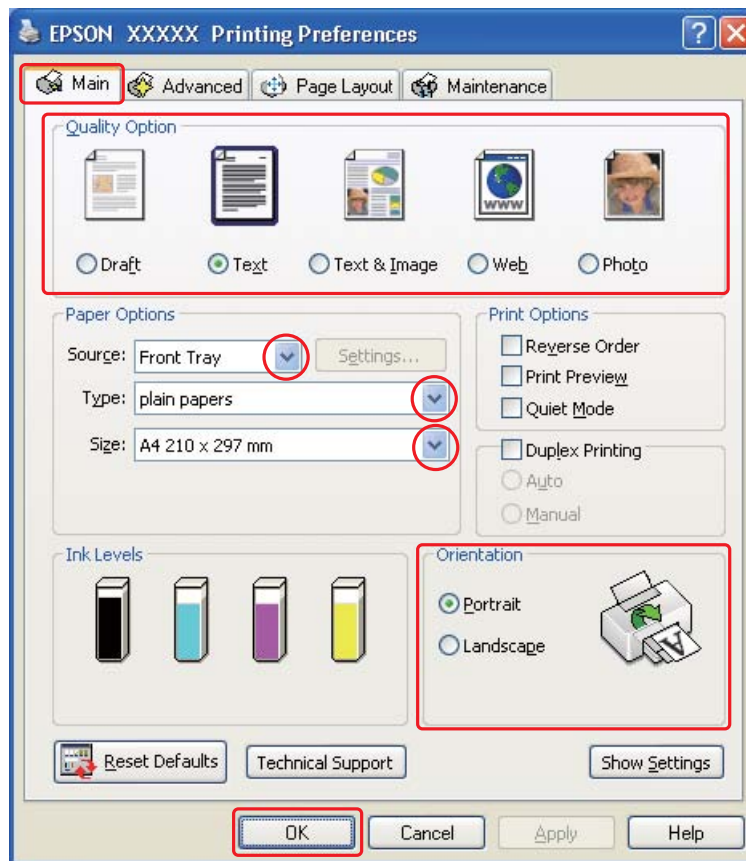 EPSON XXXXX Printing Preferences
Main Advanced Page Layout Maintenance
Quality Option
www
Draft Text Text & Image Web Photo
Paper Options
Source: Front Tray Settings...
Type: plain papers
Size: A4 210 x 297 mm
Print Options
Reverse Order
Print Preview
Quiet Mode
Duplex Printing
Auto
Manual
Ink Levels
Orientation
Portrait
Landscape
A
Reset Defaults Technical Support Show Settings
OK Cancel Apply Help